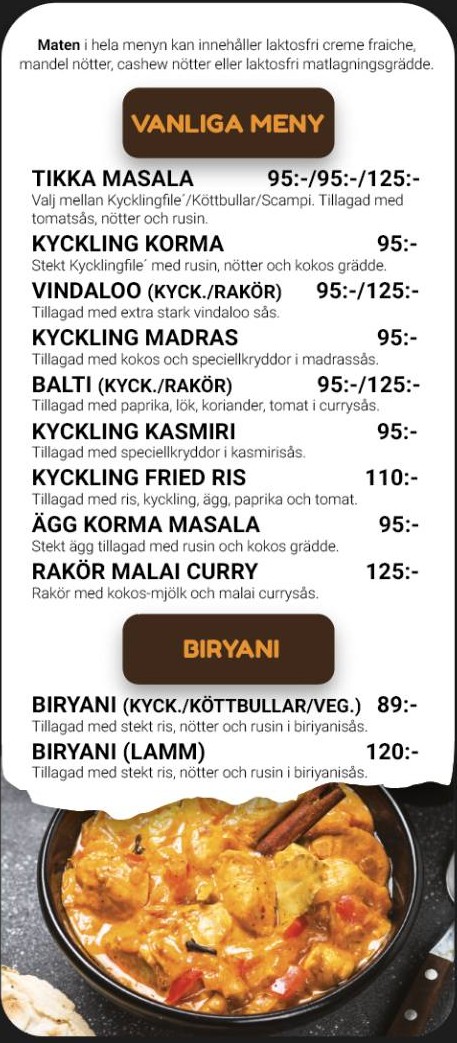 Maten i hela menyn kan innehåller laktosfri creme fraiche,
mandel nötter, cashew nötter eller laktosfri matlagningsgrädde.
VANLIGA MENY
TIKKA MASALA 95:-/95:-/125:-
Valj mellan Kycklingfile´/Köttbullar/Scampi. Tillagad med
tomatsås, nötter och rusin.
KYCKLING KORMA 95:-
Stekt Kycklingfile´ med rusin, nötter och kokos grädde.
VINDALOO (KYCK./RAKÖR) 95:-/125:-
Tillagad med extra stark vindaloo sås.
KYCKLING MADRAS 95:-
Tillagad med kokos och speciellkryddor i madrassås.
BALTI (KYCK./RAKÖR) 95:-/125:-
Tillagad med paprika, lök, koriander, tomat i currysås.
KYCKLING KASMIRI 95:-
Tillagad med speciellkryddor i kasmirisås.
KYCKLING FRIED RIS 110:-
Tillagad med ris, kyckling, ägg, paprika och tomat.
ÄGG KORMA MASALA 95:-
Stekt ägg tillagad med rusin och kokos grädde.
RAKÖR MALAI CURRY 125:-
Rakör med kokos-mjölk och malai currysås.
BIRYANI
BIRYANI (KYCK./KÖTTBULLAR/VEG.) 89:-
Tillagad med stekt ris, nötter och rusin i biriyanisås.
BIRYANI (LAMM) 120:-
Tillagad med stekt ris, nötter och rusin i biriyanisås.